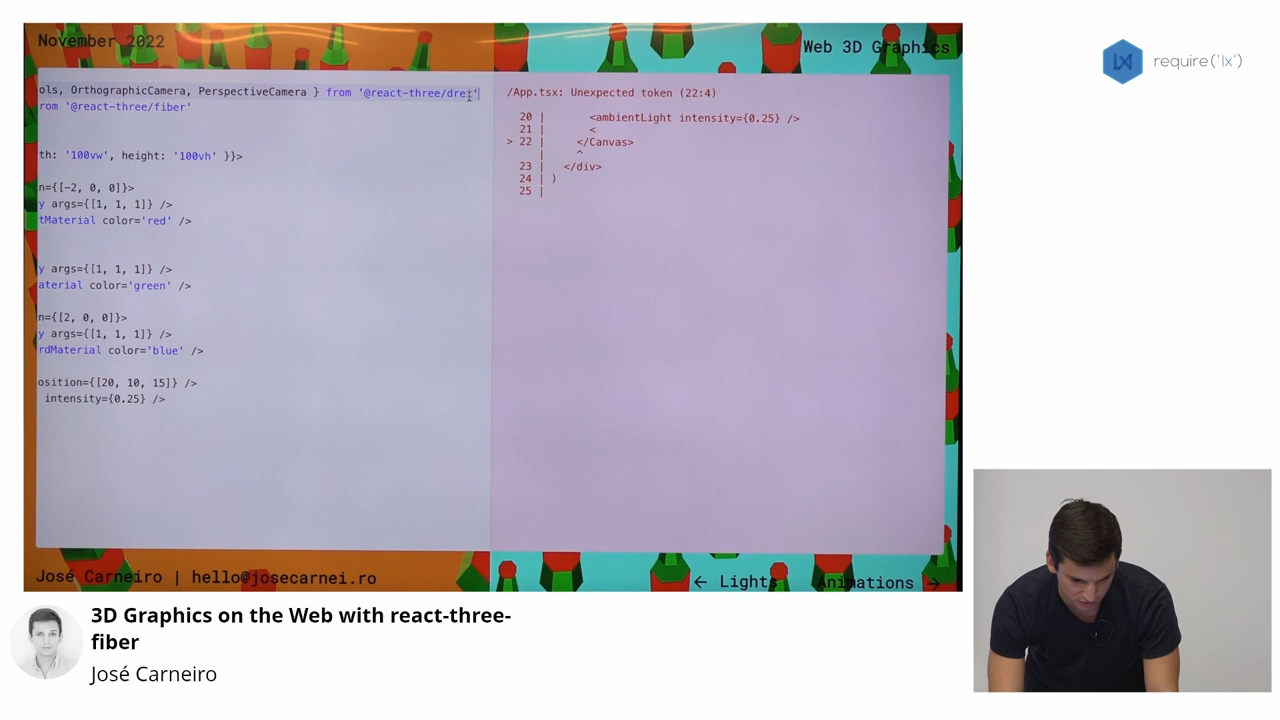 November 2022
Web 3D Graphics
require('lx')
ols, OrthographicCamera, PerspectiveCamera } from '@react-three/drei'
rom '@react-three/fiber'
th: '100vw', height: '100vh' }}>
n={[-2, 0, 0]}>
y args={[1, 1, 1]} />
tMaterial color='red' />
y args={[1, 1, 1]} />
aterial color='green' />
n={[2, 0, 0]}>
y args={[1, 1, 1]} />
rdMaterial color='blue' />
osition={[20, 10, 15]} />
intensity={0.25} />
/App.tsx: Unexpected token (22:4)
20 | <ambientLight intensity={0.25} />
21 | <
> 22 | </Canvas>
| ^
23 | </div>
24 | )
25 |
José Carneiro | hello@josecarnei.ro
← Lights
Animations →
3D Graphics on the Web with react-three-
fiber
José Carneiro